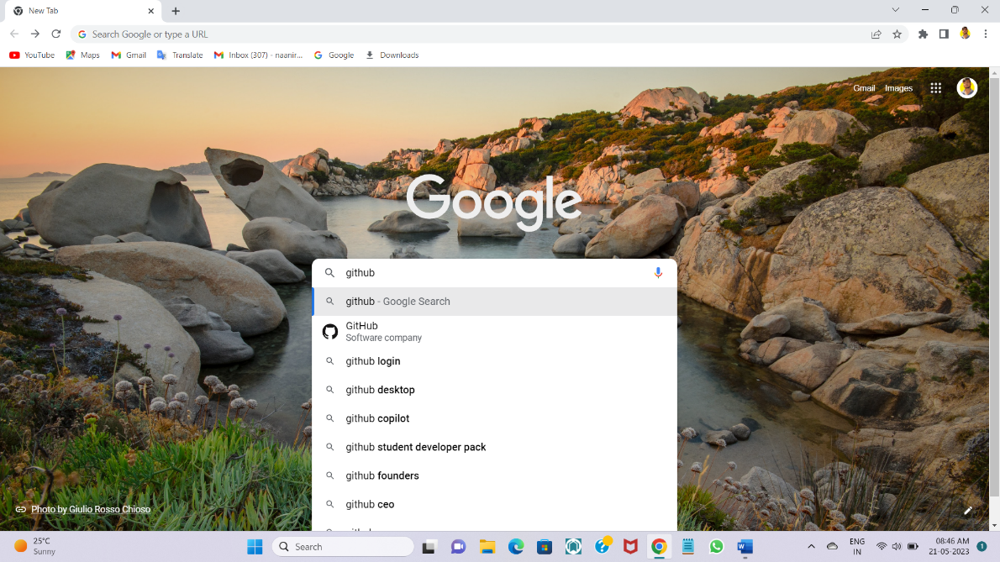 New Tab
Search Google or type a URL
YouTube Maps Gmail Translate Inbox (307) - naanir... Google Downloads
Gmail Images
Google
github
github - Google Search
GitHub
Software company
github login
github desktop
github copilot
github student developer pack
github founders
github ceo
Photo by Giulio Rosso Chioso
25°C
Sunny
Search
ENG
IN
08:46 AM
21-05-2023
1